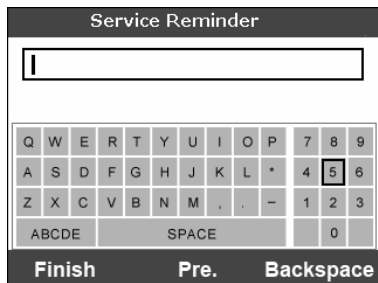 Service Reminder
Q W E R T Y U I O P 7 8 9
A S D F G H J K L * 4 5 6
Z X C V B N M , . - 1 2 3
ABCDE SPACE 0
Finish Pre. Backspace